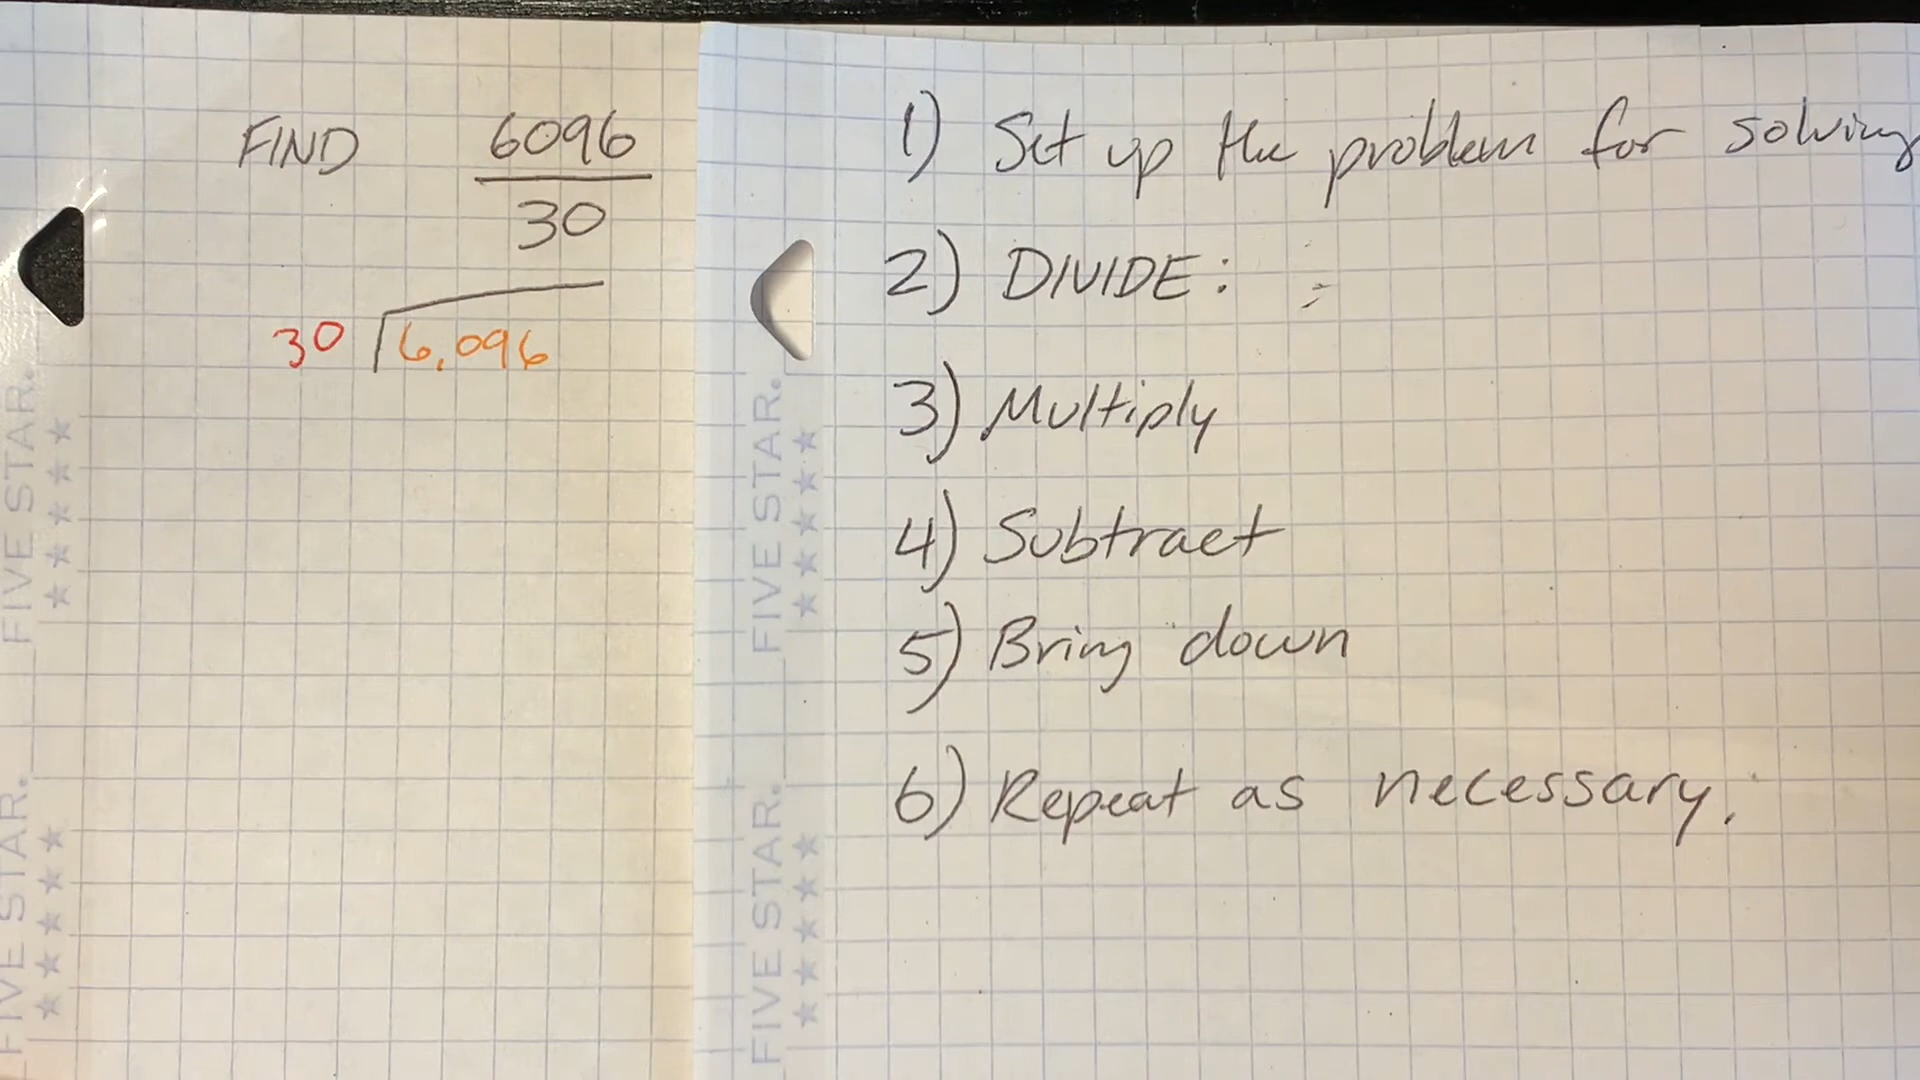 FIND 6096
30
30 6,096
1) Set up the problem for solving
2) DIVIDE:
3) Multiply
4) Subtract
5) Bring down
6) Repeat as necessary.
FIVE STAR.
FIVE STAR.
FIVE STAR.
FIVE STAR.